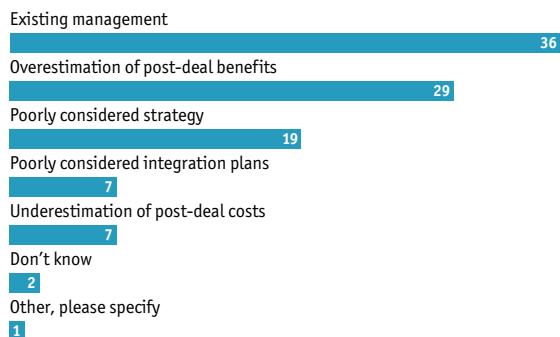 Existing management
36
Overestimation of post-deal benefits
29
Poorly considered strategy
19
Poorly considered integration plans
7
Underestimation of post-deal costs
7
Don’t know
2
Other, please specify
1